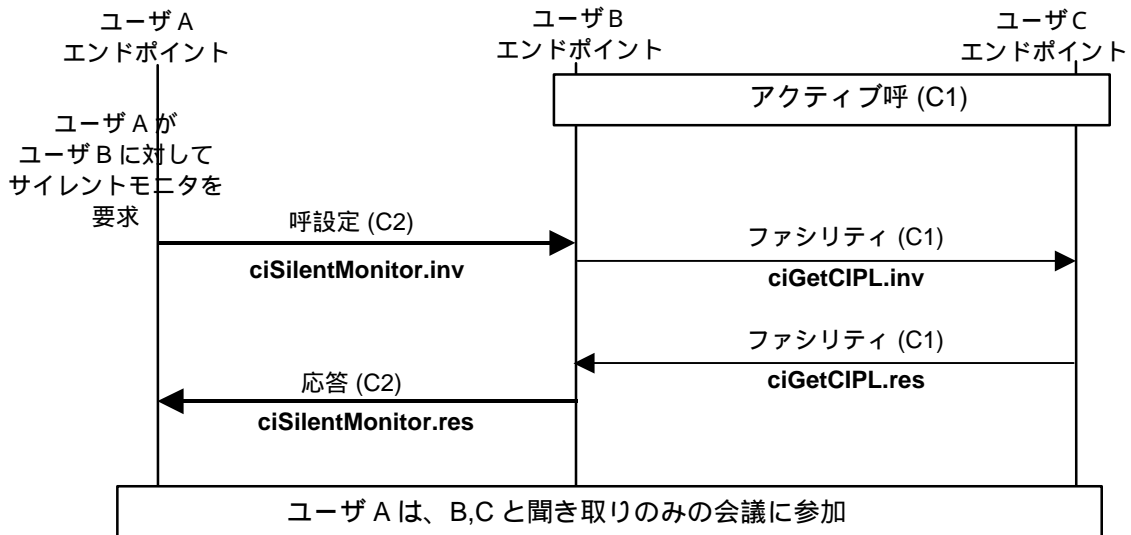 ユーザA
エンドポイント
ユーザB
エンドポイント
ユーザC
エンドポイント
アクティブ呼 (C1)
ユーザAが
ユーザBに対して
サイレントモニタを
要求
呼設定 (C2)
ciSilentMonitor.inv
ファシリティ (C1)
ciGetCIPL.inv
ファシリティ (C1)
ciGetCIPL.res
応答 (C2)
ciSilentMonitor.res
ユーザ A は、B,C と聞き取りのみの会議に参加